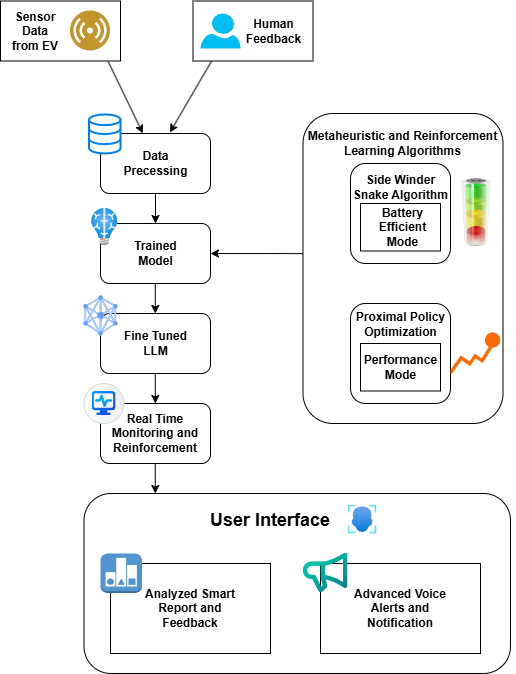 Sensor
Data
from EV
Human
Feedback
Data
Precessing
Trained
Model
Fine Tuned
LLM
Real Time
Monitoring and
Reinforcement
Metaheuristic and Reinforcement
Learning Algorithms
Side Winder
Snake Algorithm
Battery
Efficient
Mode
Proximal Policy
Optimization
Performance
Mode
User Interface
Analyzed Smart
Report and
Feedback
Advanced Voice
Alerts and
Notification